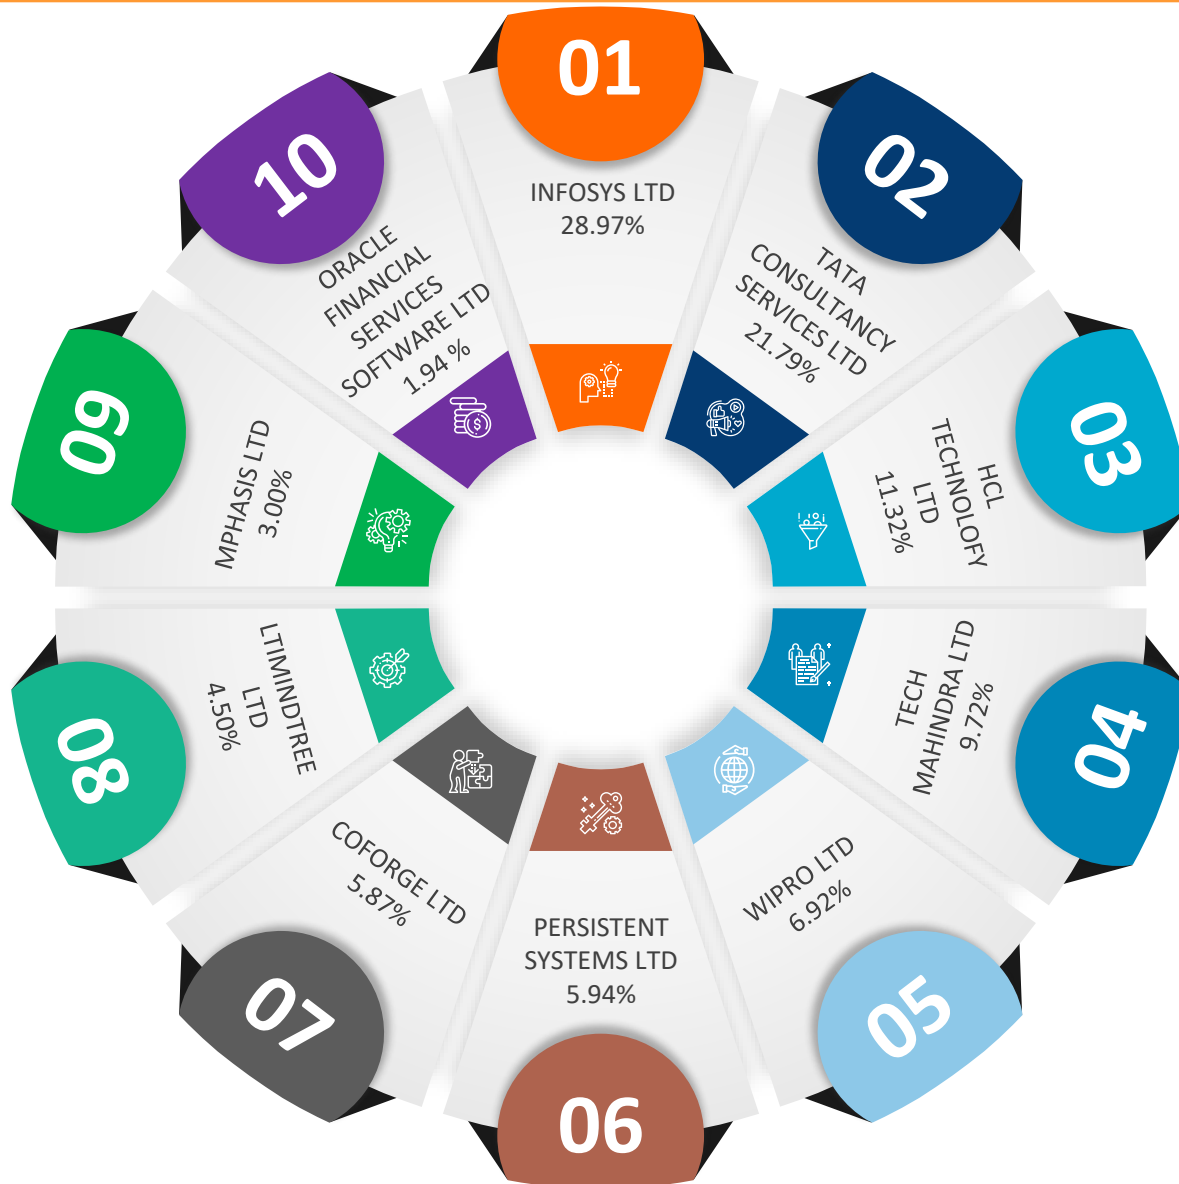 01
INFOSYS LTD
28.97%
02
TATA
CONSULTANCY
SERVICES LTD
21.79%
03
HCL
TECHNOLOFY
LTD
11.32%
04
TECH
MAHINDRA LTD
9.72%
05
WIPRO LTD
6.92%
06
PERSISTENT
SYSTEMS LTD
5.94%
07
COFORGE LTD
5.87%
08
LTIMINDTREE
LTD
4.50%
09
MPHASIS LTD
3.00%
10
ORACLE
FINANCIAL
SERVICES
SOFTWARE LTD
1.94 %